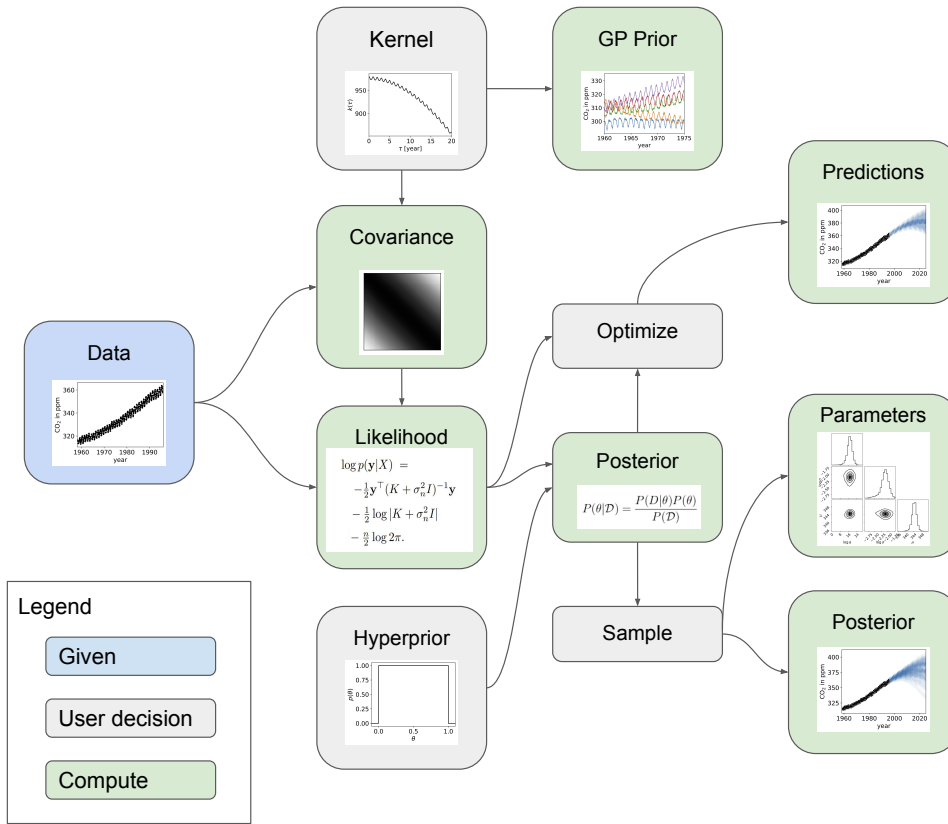 Kernel
950
900
k(τ)
0 5 10 15 20
τ [year]
GP Prior
330
320
310
300
CO₂ in ppm
1960 1965 1970 1975
year
Predictions
400
380
360
340
320
CO₂ in ppm
1960 1980 2000 2020
year
Covariance
Optimize
Data
360
340
320
CO₂ in ppm
1960 1970 1980 1990
year
Likelihood
log p(y|X) =
-½y⊤(K + σₙ²I)⁻¹y
- ½ log |K + σₙ²I|
- n/2 log 2π.
Posterior
P(θ|𝒟) = P(D|θ)P(θ) / P(𝒟)
Parameters
Legend
Given
User decision
Compute
Hyperprior
1.00
0.75
0.50
0.25
0.00
p(θ)
0.0 0.5 1.0
θ
Sample
Posterior
400
375
350
325
CO₂ in ppm
1960 1980 2000 2020
year